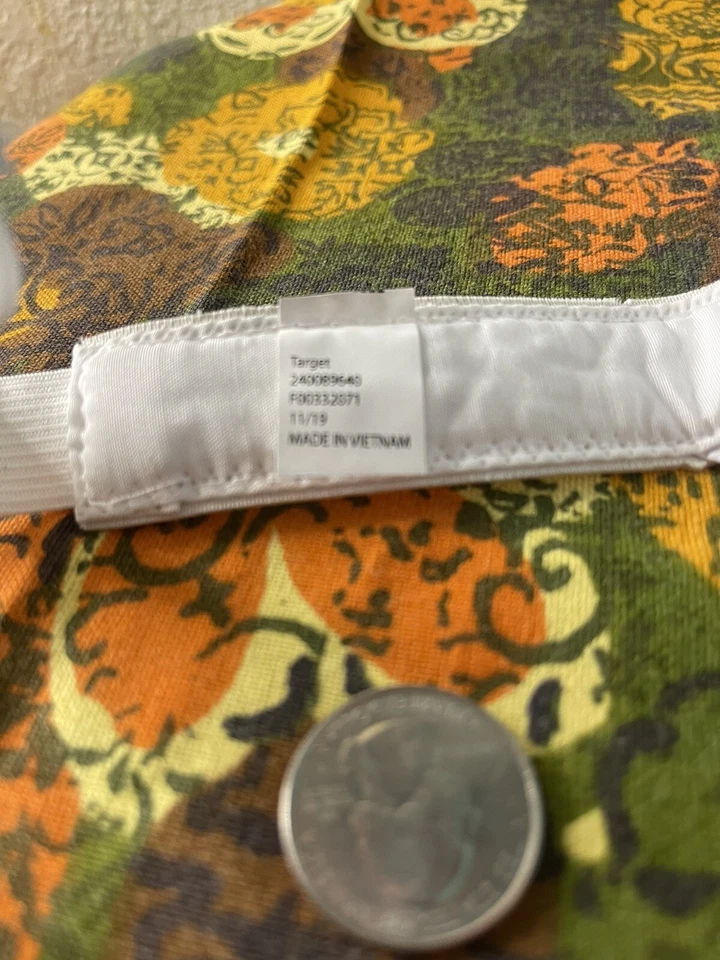 Target
240089640
F00332071
11/19
MADE IN VIETNAM